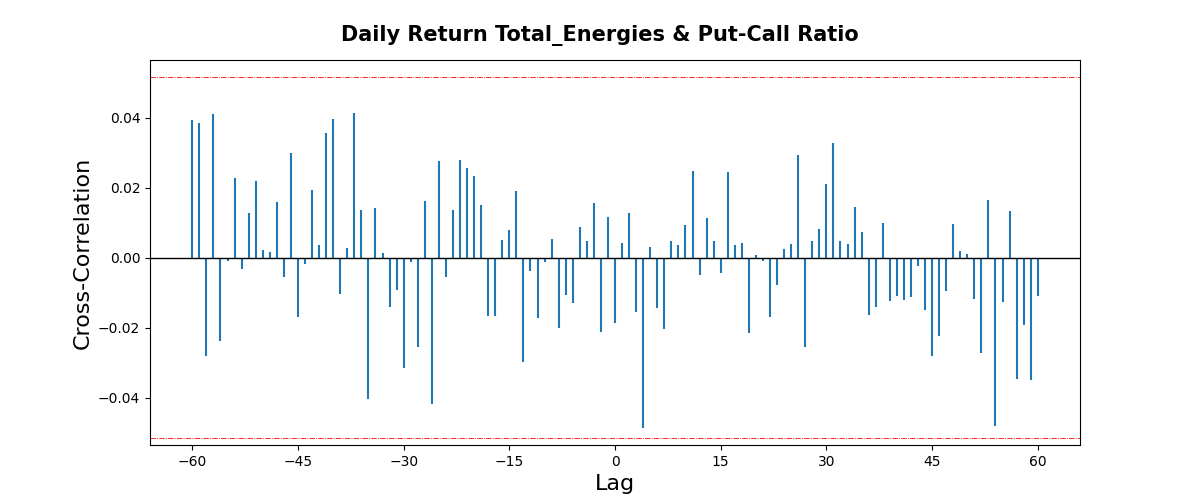 Daily Return Total_Energies & Put-Call Ratio
Cross-Correlation
0.04
0.02
0.00
−0.02
−0.04
−60 −45 −30 −15 0 15 30 45 60
Lag